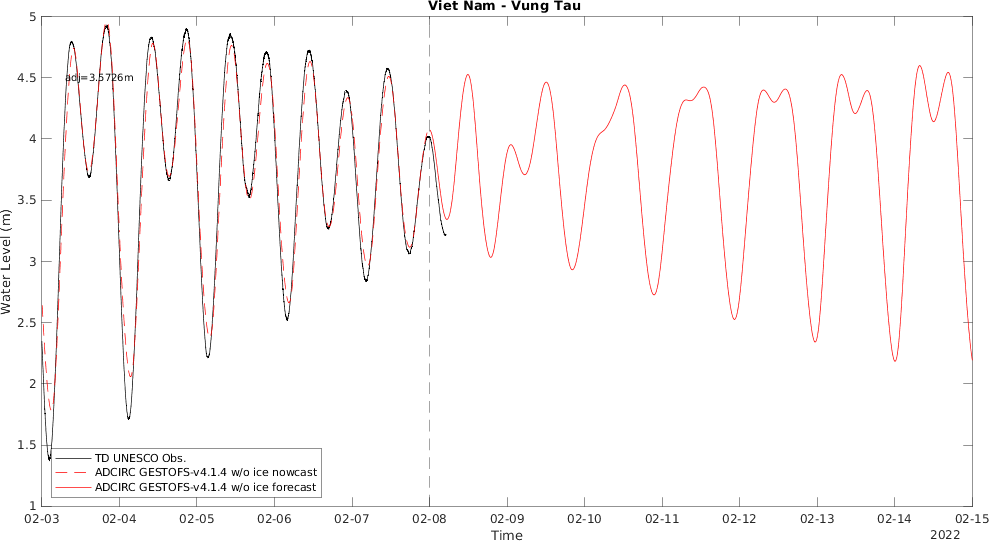 Viet Nam - Vung Tau
5
4.5
4
3.5
3
2.5
2
1.5
1
Water Level (m)
adj=3.5726m
TD UNESCO Obs.
ADCIRC GESTOFS-v4.1.4 w/o ice nowcast
ADCIRC GESTOFS-v4.1.4 w/o ice forecast
02-03 02-04 02-05 02-06 02-07 02-08 02-09 02-10 02-11 02-12 02-13 02-14 02-15
Time
2022